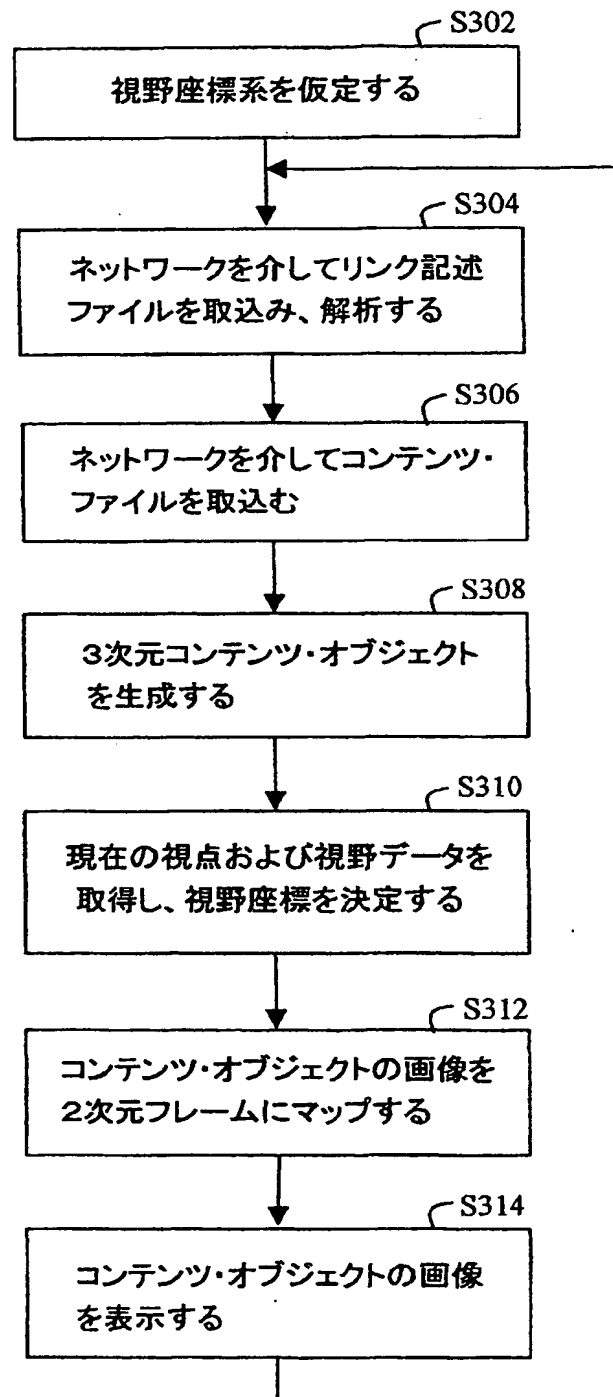 S302
視野座標系を仮定する
S304
ネットワークを介してリンク記述
ファイルを取込み、解析する
S306
ネットワークを介してコンテンツ・
ファイルを取込む
S308
3次元コンテンツ・オブジェクト
を生成する
S310
現在の視点および視野データを
取得し、視野座標を決定する
S312
コンテンツ・オブジェクトの画像を
2次元フレームにマップする
S314
コンテンツ・オブジェクトの画像
を表示する